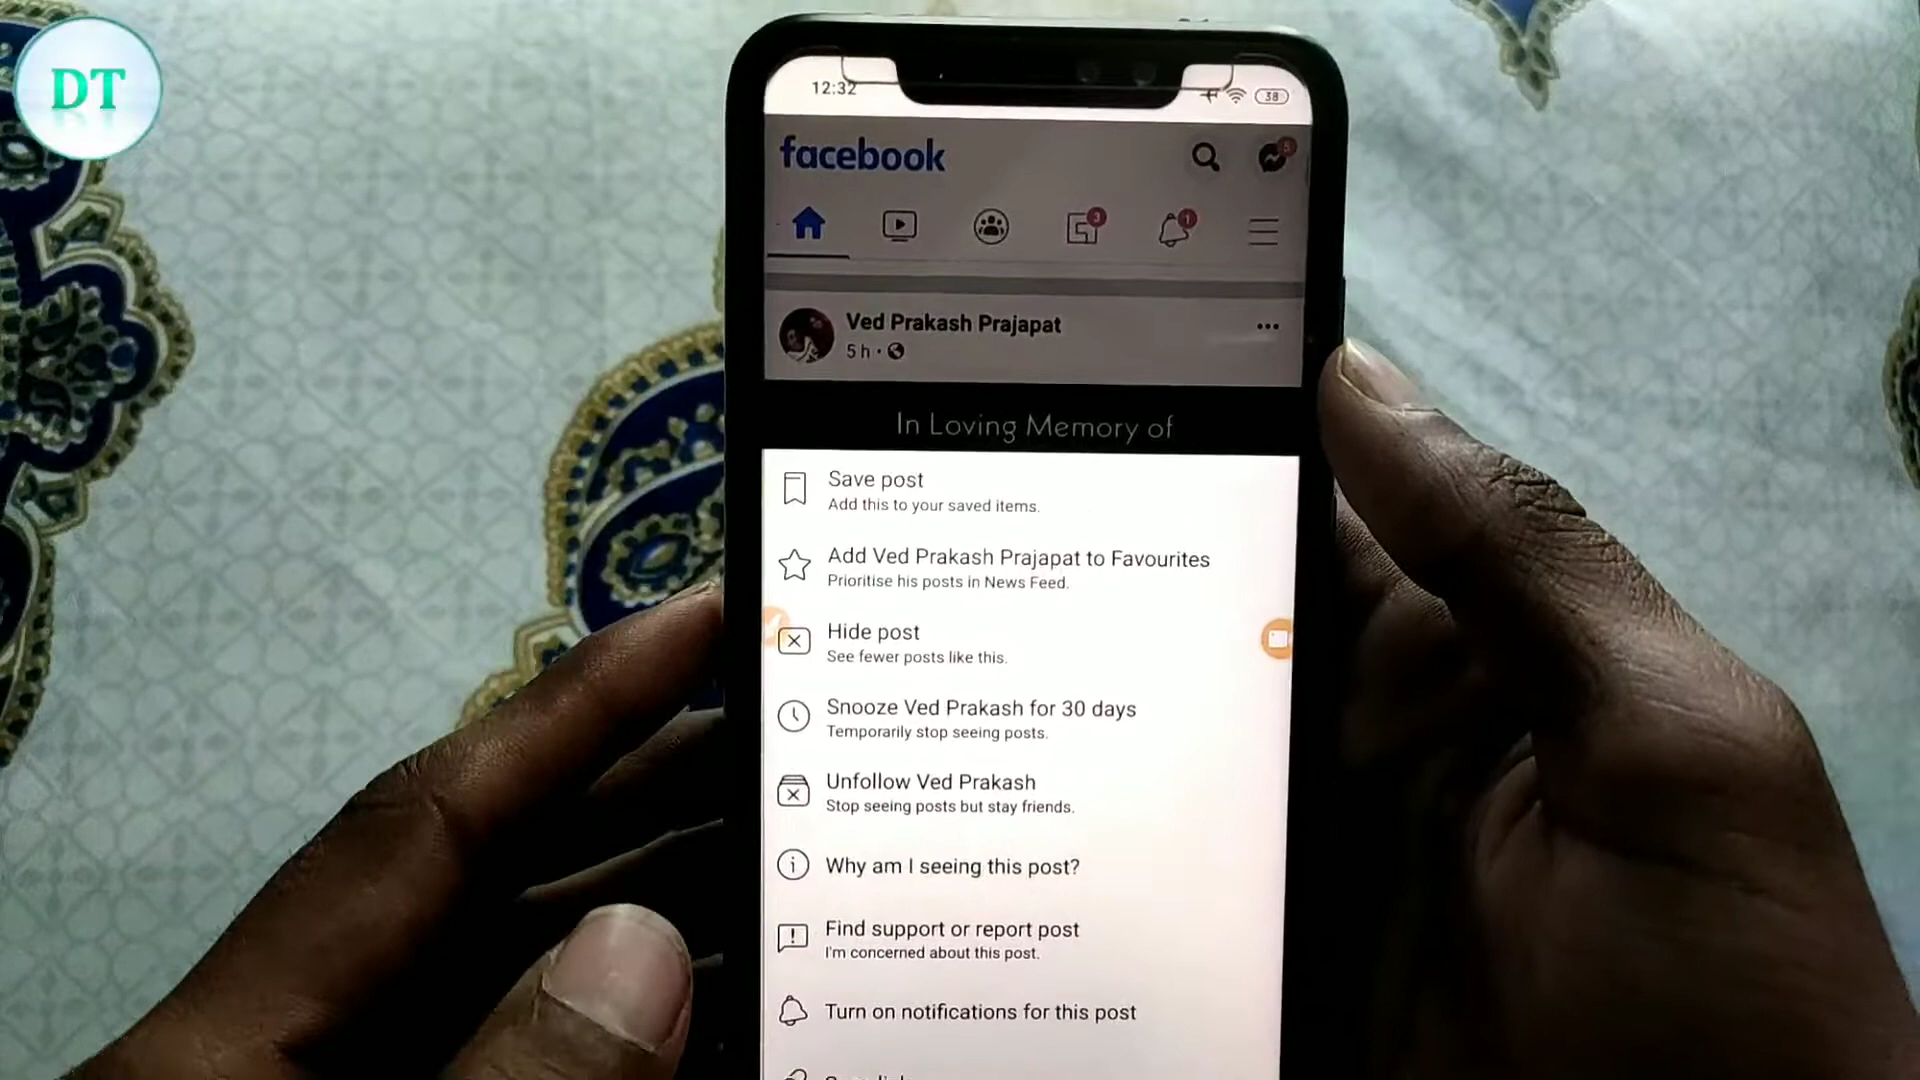 DT
12:32
38
facebook
5
3
1
Ved Prakash Prajapat
5 h ·
In Loving Memory of
Save post
Add this to your saved items.
Add Ved Prakash Prajapat to Favourites
Prioritise his posts in News Feed.
Hide post
See fewer posts like this.
Snooze Ved Prakash for 30 days
Temporarily stop seeing posts.
Unfollow Ved Prakash
Stop seeing posts but stay friends.
Why am I seeing this post?
Find support or report post
I'm concerned about this post.
Turn on notifications for this post